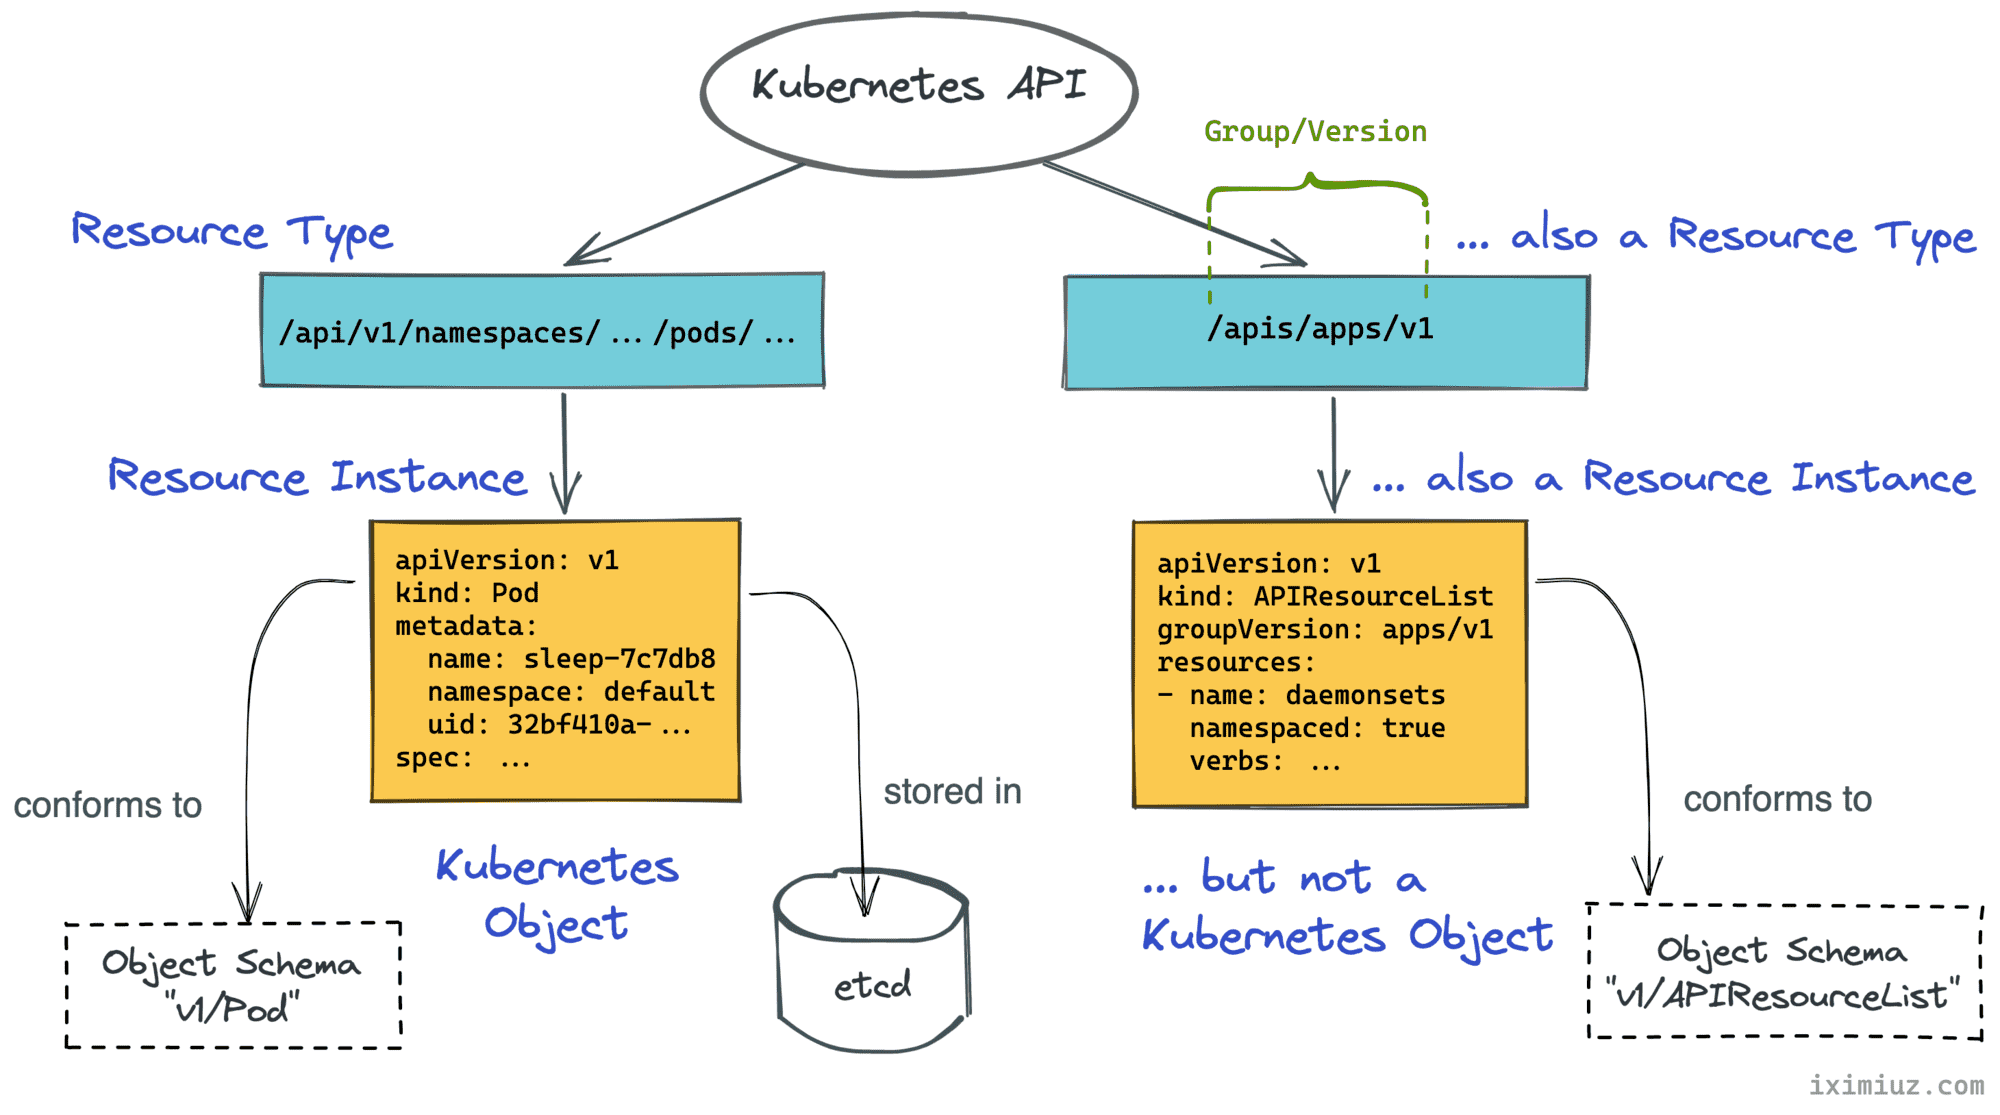 Kubernetes API
Group/Version
Resource Type
... also a Resource Type
/api/v1/namespaces/ ... /pods/ ...
/apis/apps/v1
Resource Instance
... also a Resource Instance
apiVersion: v1
kind: Pod
metadata:
  name: sleep-7c7db8
  namespace: default
  uid: 32bf410a- ...
spec: ...
apiVersion: v1
kind: APIResourceList
groupVersion: apps/v1
resources:
- name: daemonsets
  namespaced: true
  verbs: ...
conforms to
stored in
conforms to
Kubernetes
Object
... but not a
Kubernetes Object
Object Schema
"v1/Pod"
etcd
Object Schema
"v1/APIResourceList"
iximiuz.com